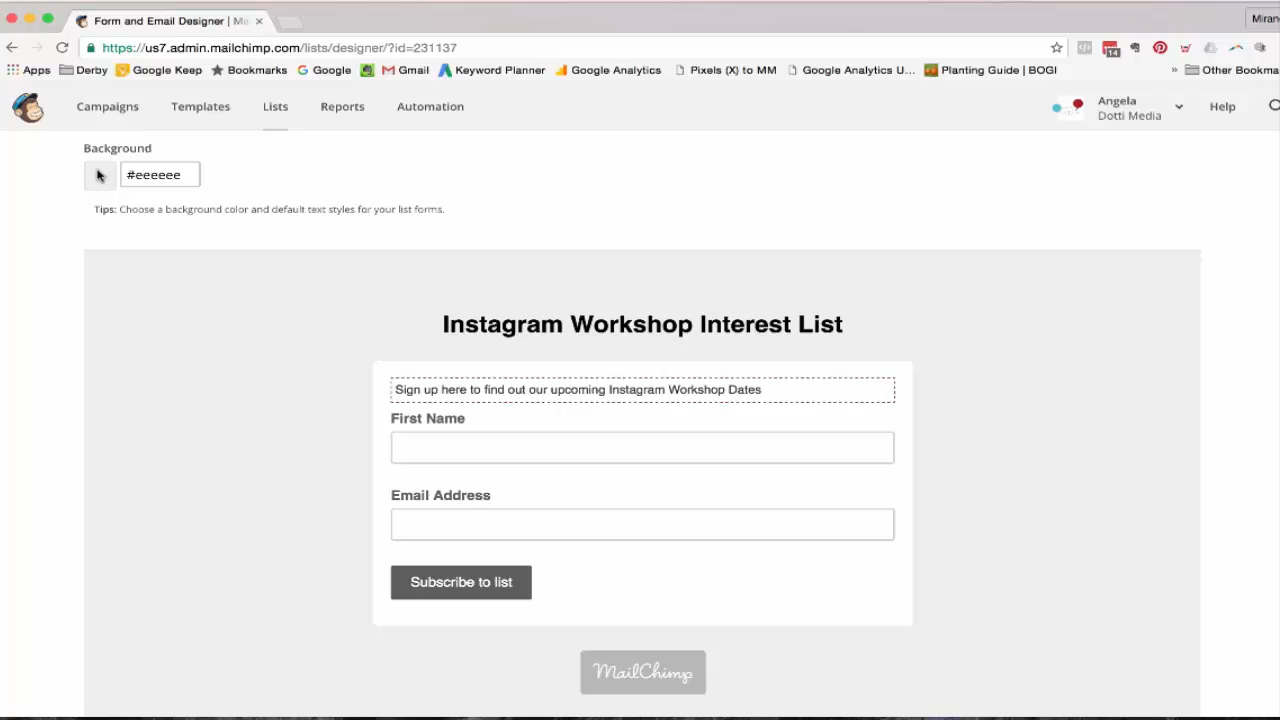 Form and Email Designer | Ma
Miran
https://us7.admin.mailchimp.com/lists/designer/?id=231137
14
Apps Derby Google Keep Bookmarks Google Gmail Keyword Planner Google Analytics Pixels (X) to MM Google Analytics U... Planting Guide | BOGI » Other Bookma
Campaigns Templates Lists Reports Automation Angela Help
Dotti Media
Background
#eeeeee
Tips: Choose a background color and default text styles for your list forms.
Instagram Workshop Interest List
Sign up here to find out our upcoming Instagram Workshop Dates
First Name
Email Address
Subscribe to list
MailChimp